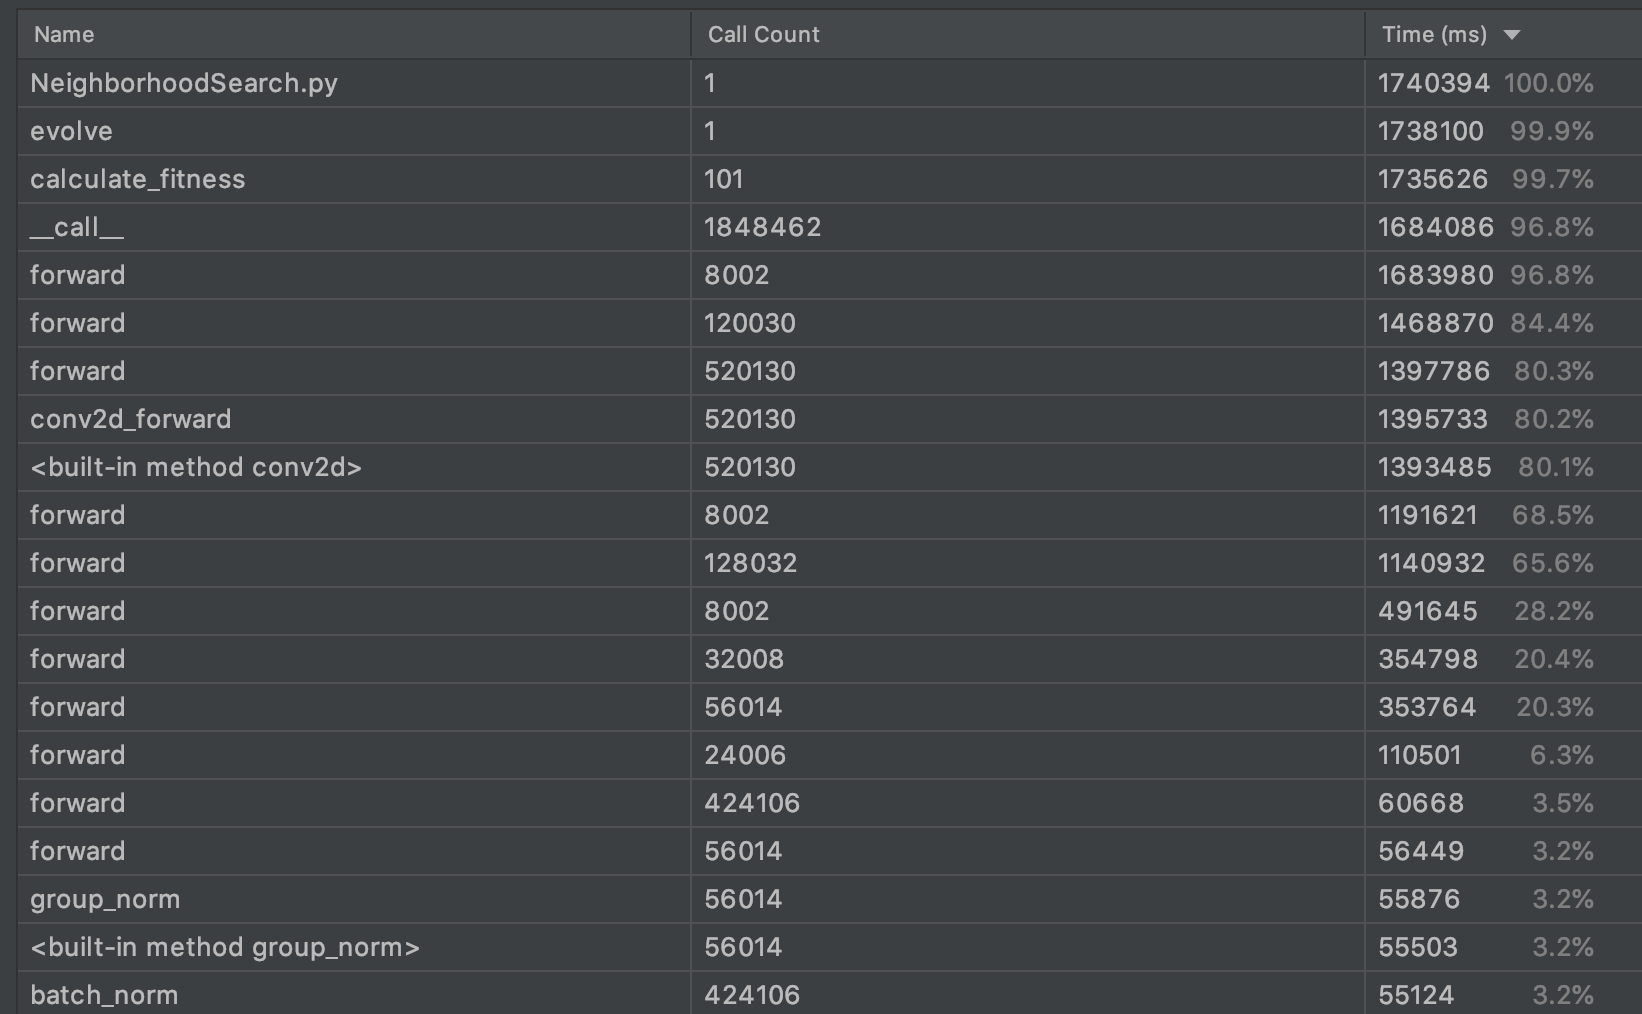 Name Call Count Time (ms)
NeighborhoodSearch.py 1 1740394 100.0%
evolve 1 1738100 99.9%
calculate_fitness 101 1735626 99.7%
__call__ 1848462 1684086 96.8%
forward 8002 1683980 96.8%
forward 120030 1468870 84.4%
forward 520130 1397786 80.3%
conv2d_forward 520130 1395733 80.2%
<built-in method conv2d> 520130 1393485 80.1%
forward 8002 1191621 68.5%
forward 128032 1140932 65.6%
forward 8002 491645 28.2%
forward 32008 354798 20.4%
forward 56014 353764 20.3%
forward 24006 110501 6.3%
forward 424106 60668 3.5%
forward 56014 56449 3.2%
group_norm 56014 55876 3.2%
<built-in method group_norm> 56014 55503 3.2%
batch_norm 424106 55124 3.2%